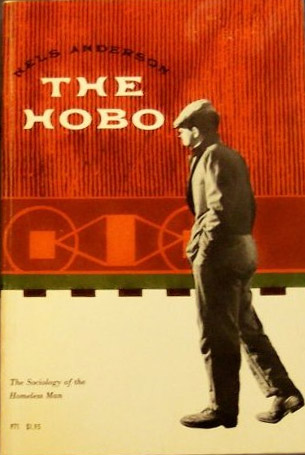 NELS ANDERSON
THE
HOBO
The Sociology of the
Homeless Man
P71 $1.95